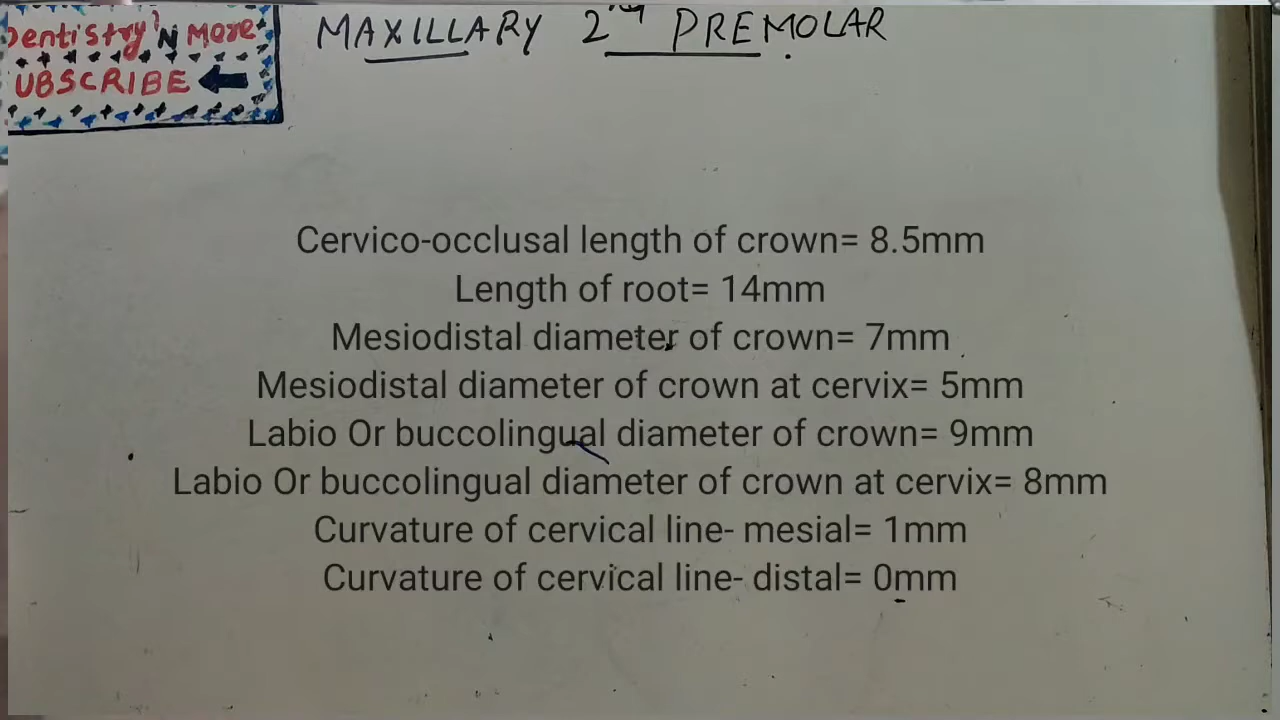 Dentistry'N More
UBSCRIBE
MAXILLARY 2nd PREMOLAR
Cervico-occlusal length of crown= 8.5mm
Length of root= 14mm
Mesiodistal diameter of crown= 7mm
Mesiodistal diameter of crown at cervix= 5mm
Labio Or buccolingual diameter of crown= 9mm
Labio Or buccolingual diameter of crown at cervix= 8mm
Curvature of cervical line- mesial= 1mm
Curvature of cervical line- distal= 0mm